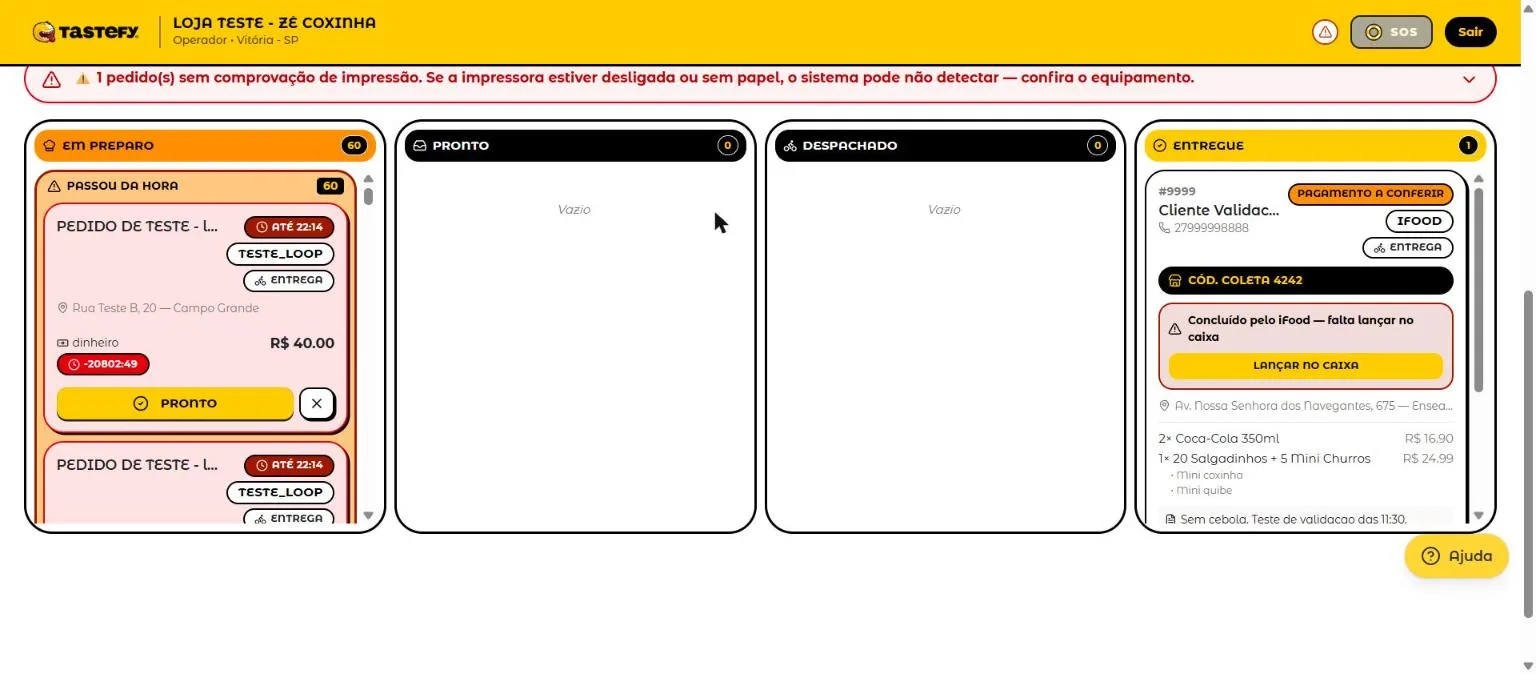 TASTEFY
LOJA TESTE - ZÉ COXINHA
Operador • Vitória - SP
SOS
Sair
1 pedido(s) sem comprovação de impressão. Se a impressora estiver desligada ou sem papel, o sistema pode não detectar — confira o equipamento.
EM PREPARO
60
PASSOU DA HORA
60
PEDIDO DE TESTE - l...
ATÉ 22:14
TESTE_LOOP
ENTREGA
Rua Teste B, 20 — Campo Grande
dinheiro
R$ 40.00
-20802:49
PRONTO
PEDIDO DE TESTE - l...
ATÉ 22:14
TESTE_LOOP
ENTREGA
PRONTO
0
Vazio
DESPACHADO
0
Vazio
ENTREGUE
1
#9999
PAGAMENTO A CONFERIR
Cliente Validac...
IFOOD
27999998888
ENTREGA
CÓD. COLETA 4242
Concluído pelo iFood — falta lançar no
caixa
LANÇAR NO CAIXA
Av. Nossa Senhora dos Navegantes, 675 — Ensea...
2× Coca-Cola 350ml
R$ 16.90
1× 20 Salgadinhos + 5 Mini Churros
R$ 24.99
• Mini coxinha
• Mini quibe
Sem cebola. Teste de validacao das 11:30.
Ajuda